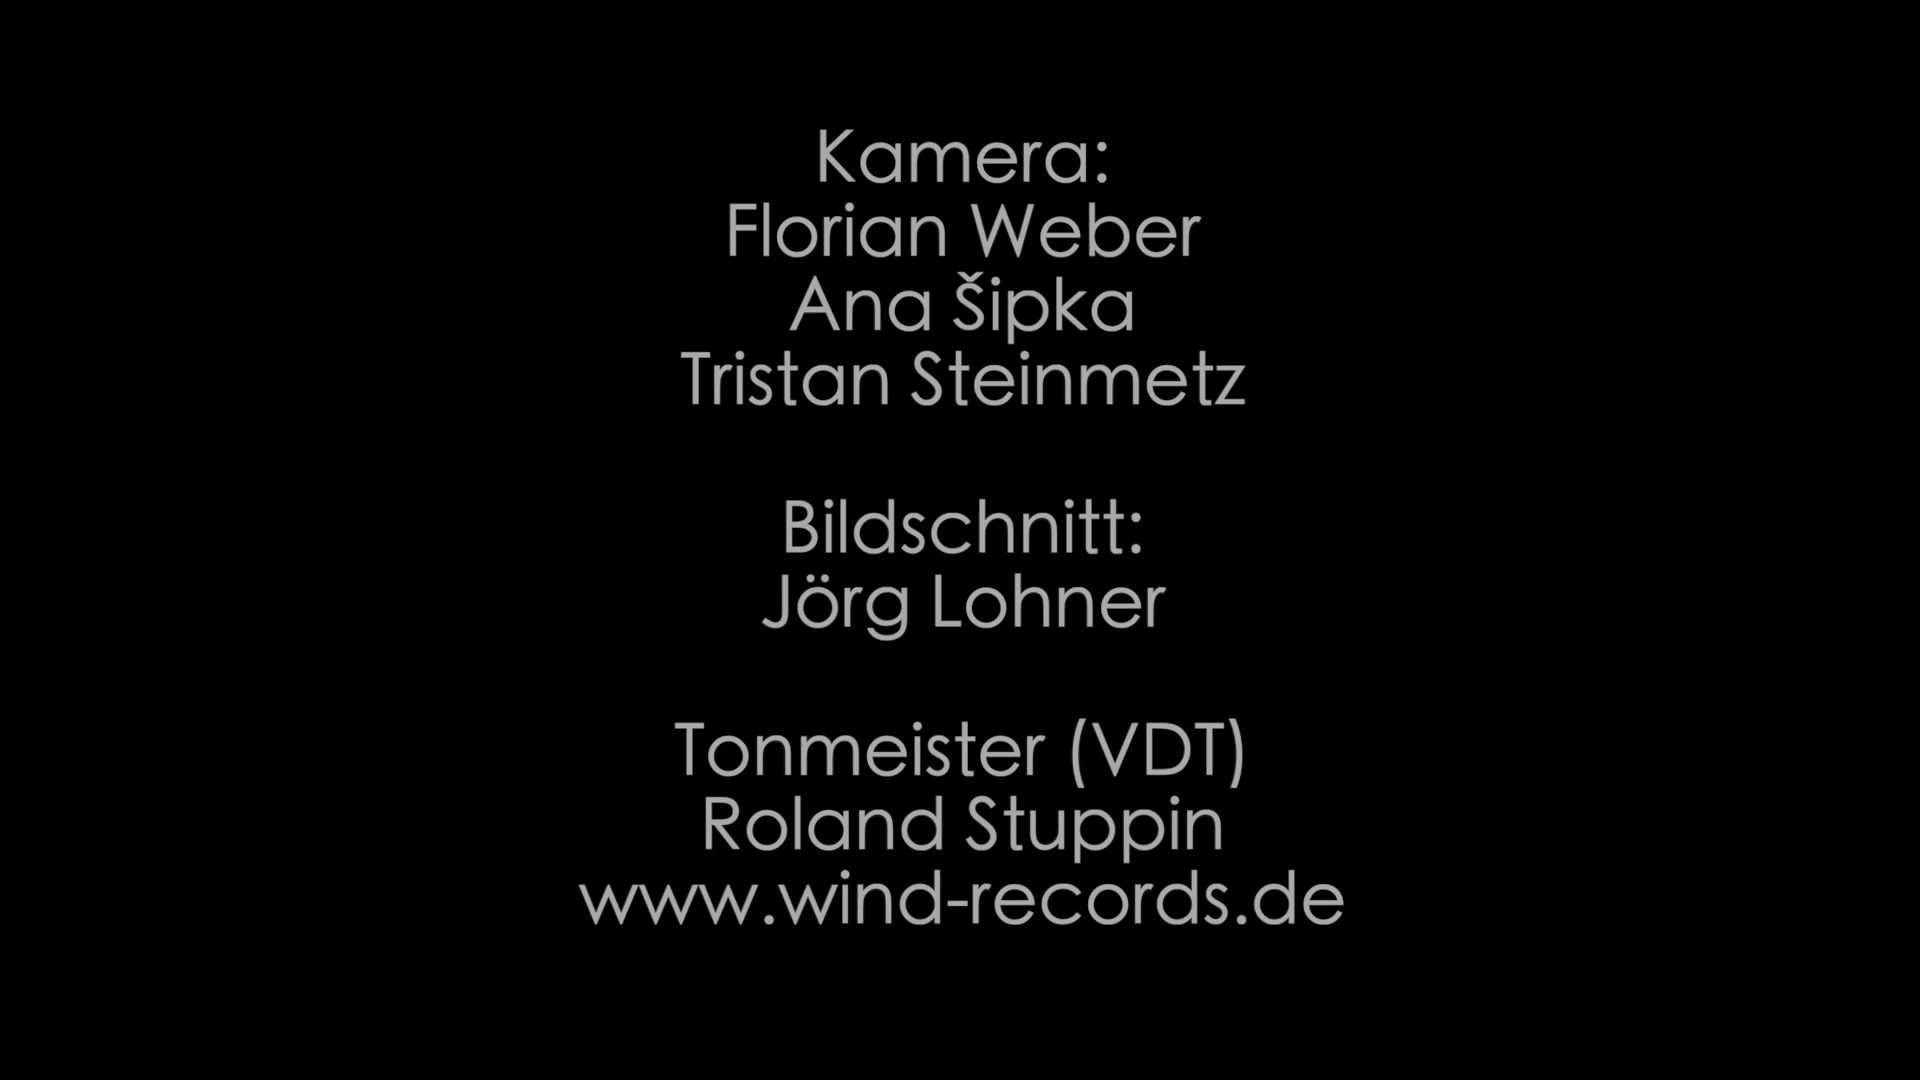 Kamera:
Florian Weber
Ana šipka
Tristan Steinmetz
Bildschnitt:
Jörg Lohner
Tonmeister (VDT)
Roland Stuppin
www.wind-records.de